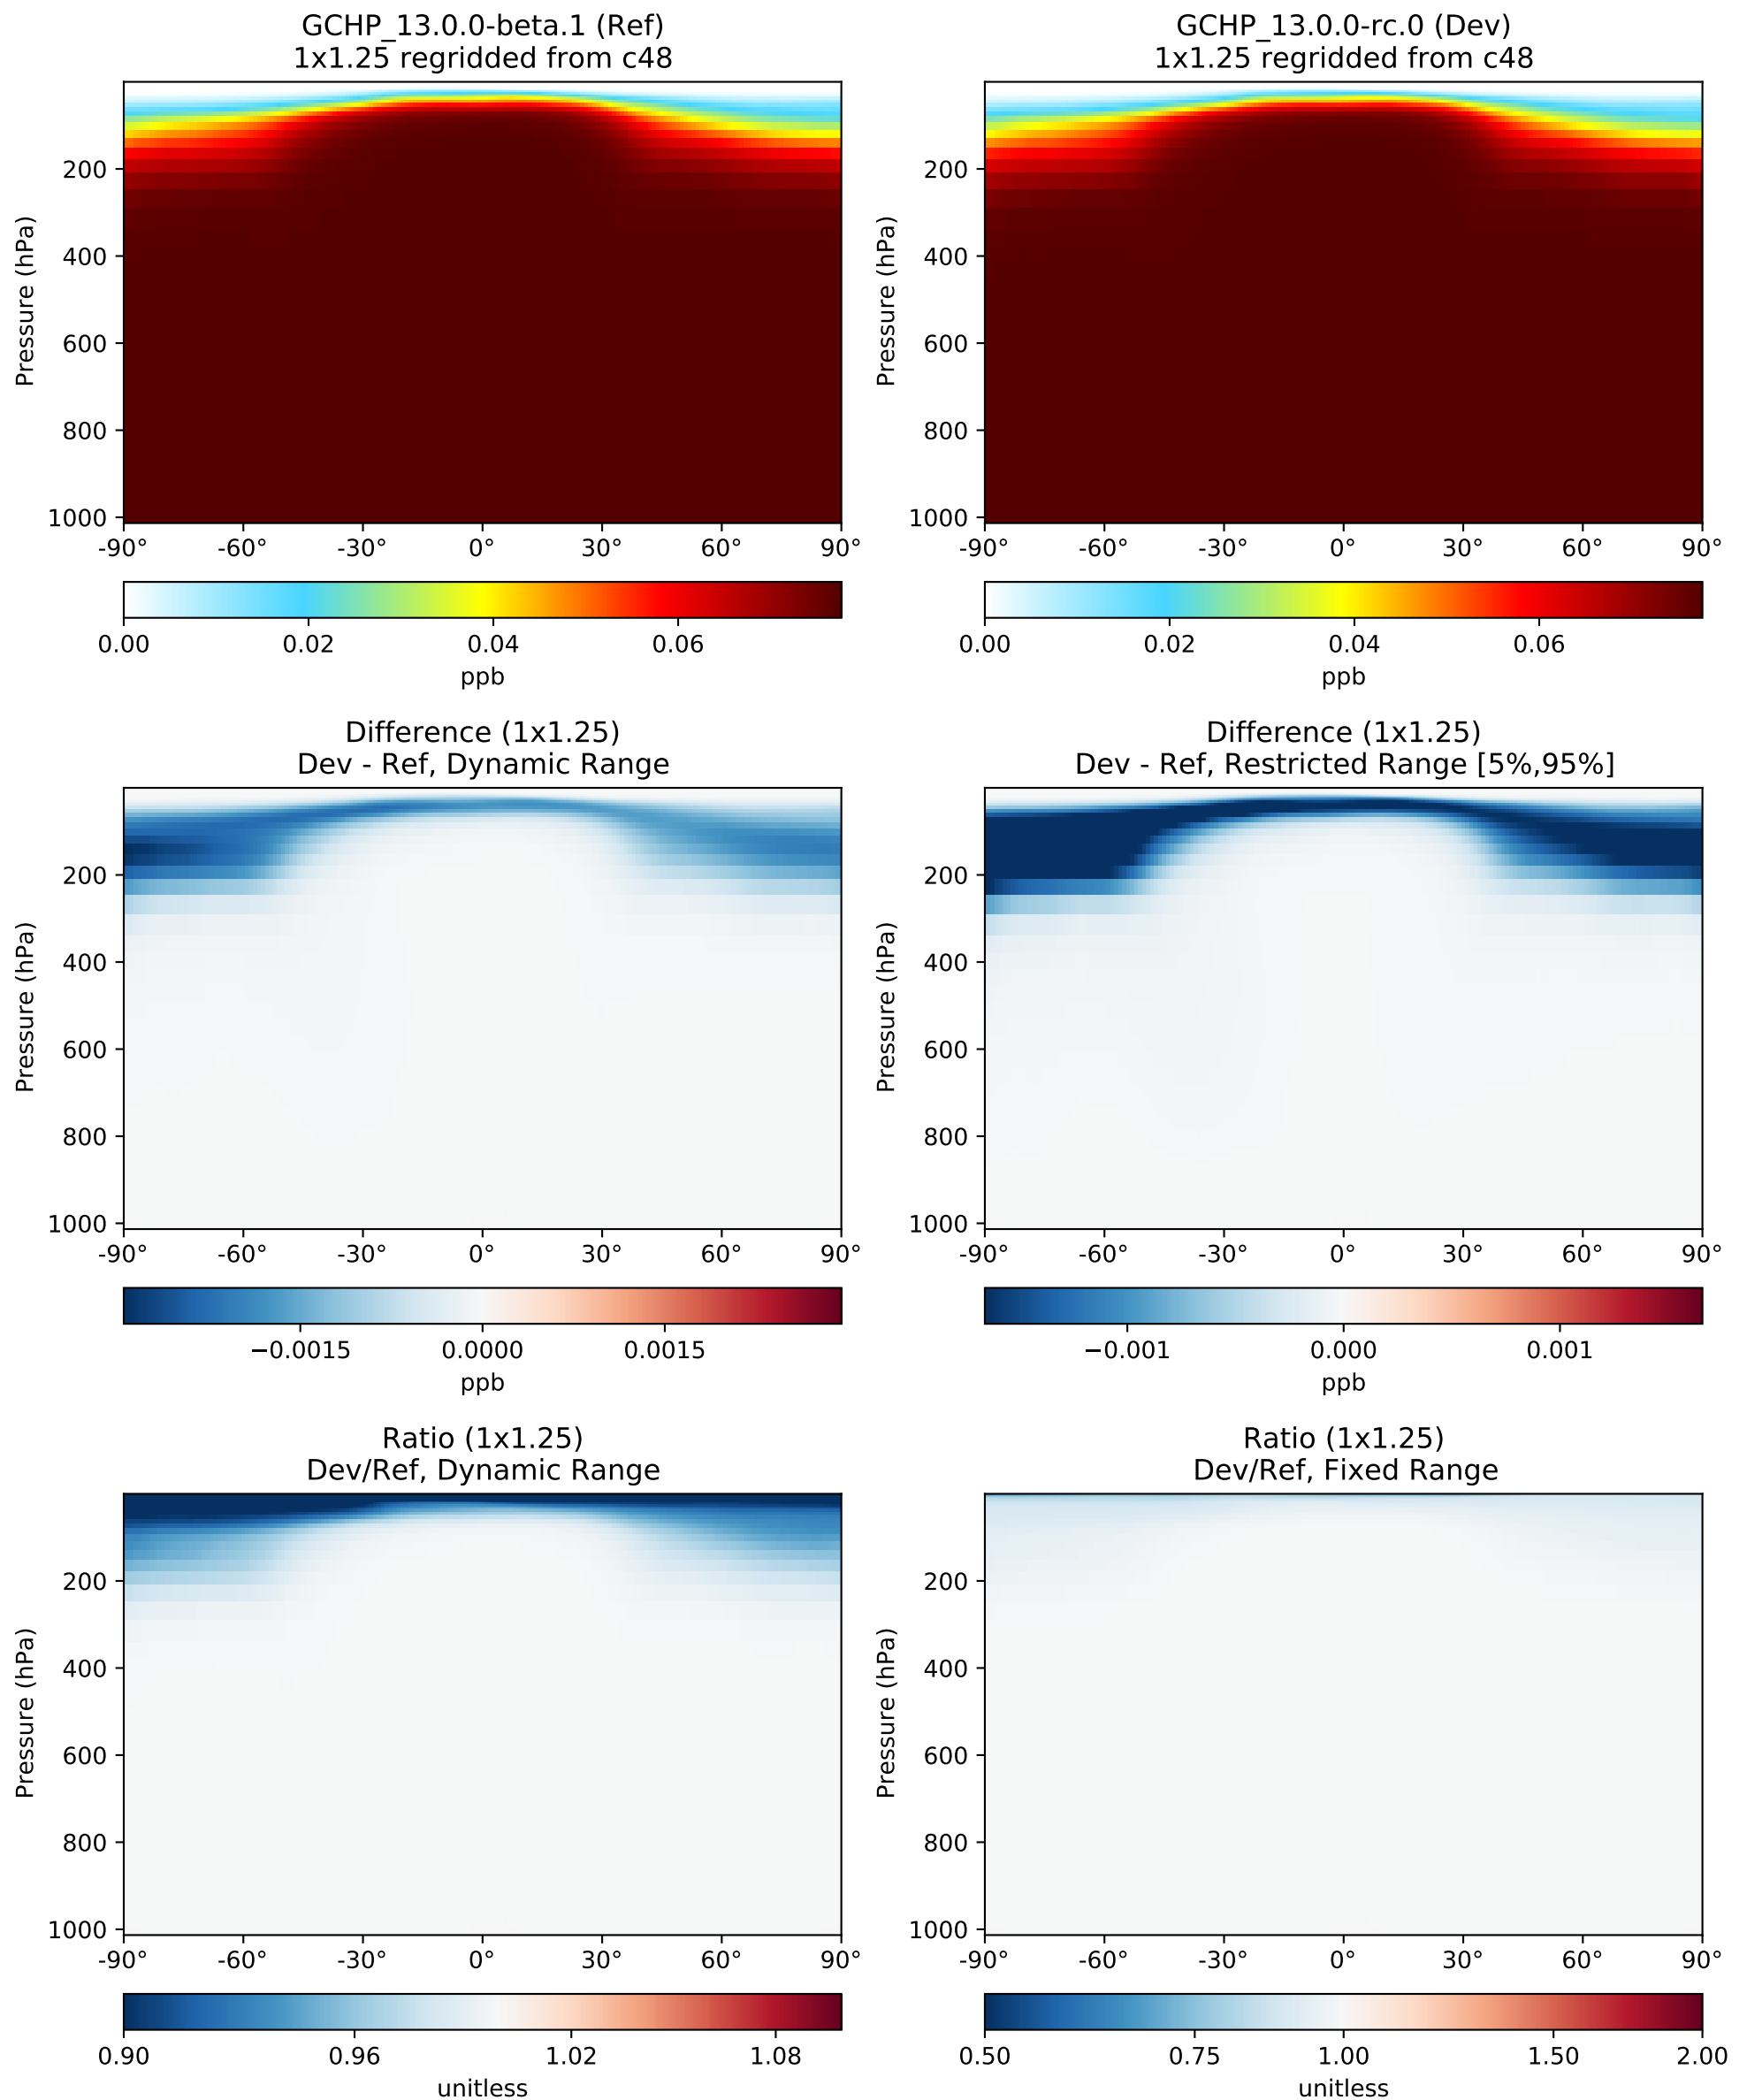 GCHP_13.0.0-beta.1 (Ref)
1x1.25 regridded from c48
Pressure (hPa)
200
400
600
800
1000
-90° -60° -30° 0° 30° 60° 90°
0.00 0.02 0.04 0.06
ppb
GCHP_13.0.0-rc.0 (Dev)
1x1.25 regridded from c48
Pressure (hPa)
200
400
600
800
1000
-90° -60° -30° 0° 30° 60° 90°
0.00 0.02 0.04 0.06
ppb
Difference (1x1.25)
Dev - Ref, Dynamic Range
Pressure (hPa)
200
400
600
800
1000
-90° -60° -30° 0° 30° 60° 90°
−0.0015 0.0000 0.0015
ppb
Difference (1x1.25)
Dev - Ref, Restricted Range [5%,95%]
Pressure (hPa)
200
400
600
800
1000
-90° -60° -30° 0° 30° 60° 90°
−0.001 0.000 0.001
ppb
Ratio (1x1.25)
Dev/Ref, Dynamic Range
Pressure (hPa)
200
400
600
800
1000
-90° -60° -30° 0° 30° 60° 90°
0.90 0.96 1.02 1.08
unitless
Ratio (1x1.25)
Dev/Ref, Fixed Range
Pressure (hPa)
200
400
600
800
1000
-90° -60° -30° 0° 30° 60° 90°
0.50 0.75 1.00 1.50 2.00
unitless